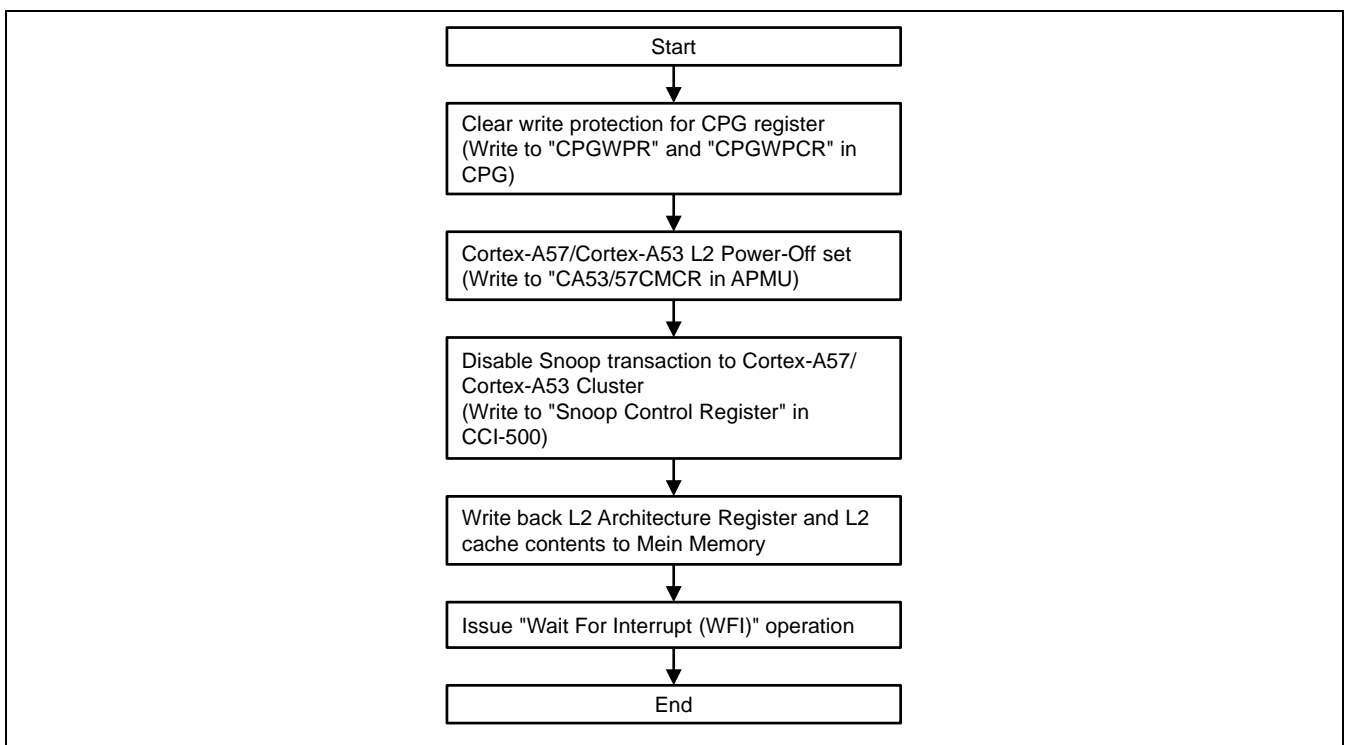 Start
Clear write protection for CPG register
(Write to "CPGWPR" and "CPGWPCR" in
CPG)
Cortex-A57/Cortex-A53 L2 Power-Off set
(Write to "CA53/57CMCR in APMU)
Disable Snoop transaction to Cortex-A57/
Cortex-A53 Cluster
(Write to "Snoop Control Register" in
CCI-500)
Write back L2 Architecture Register and L2
cache contents to Mein Memory
Issue "Wait For Interrupt (WFI)" operation
End